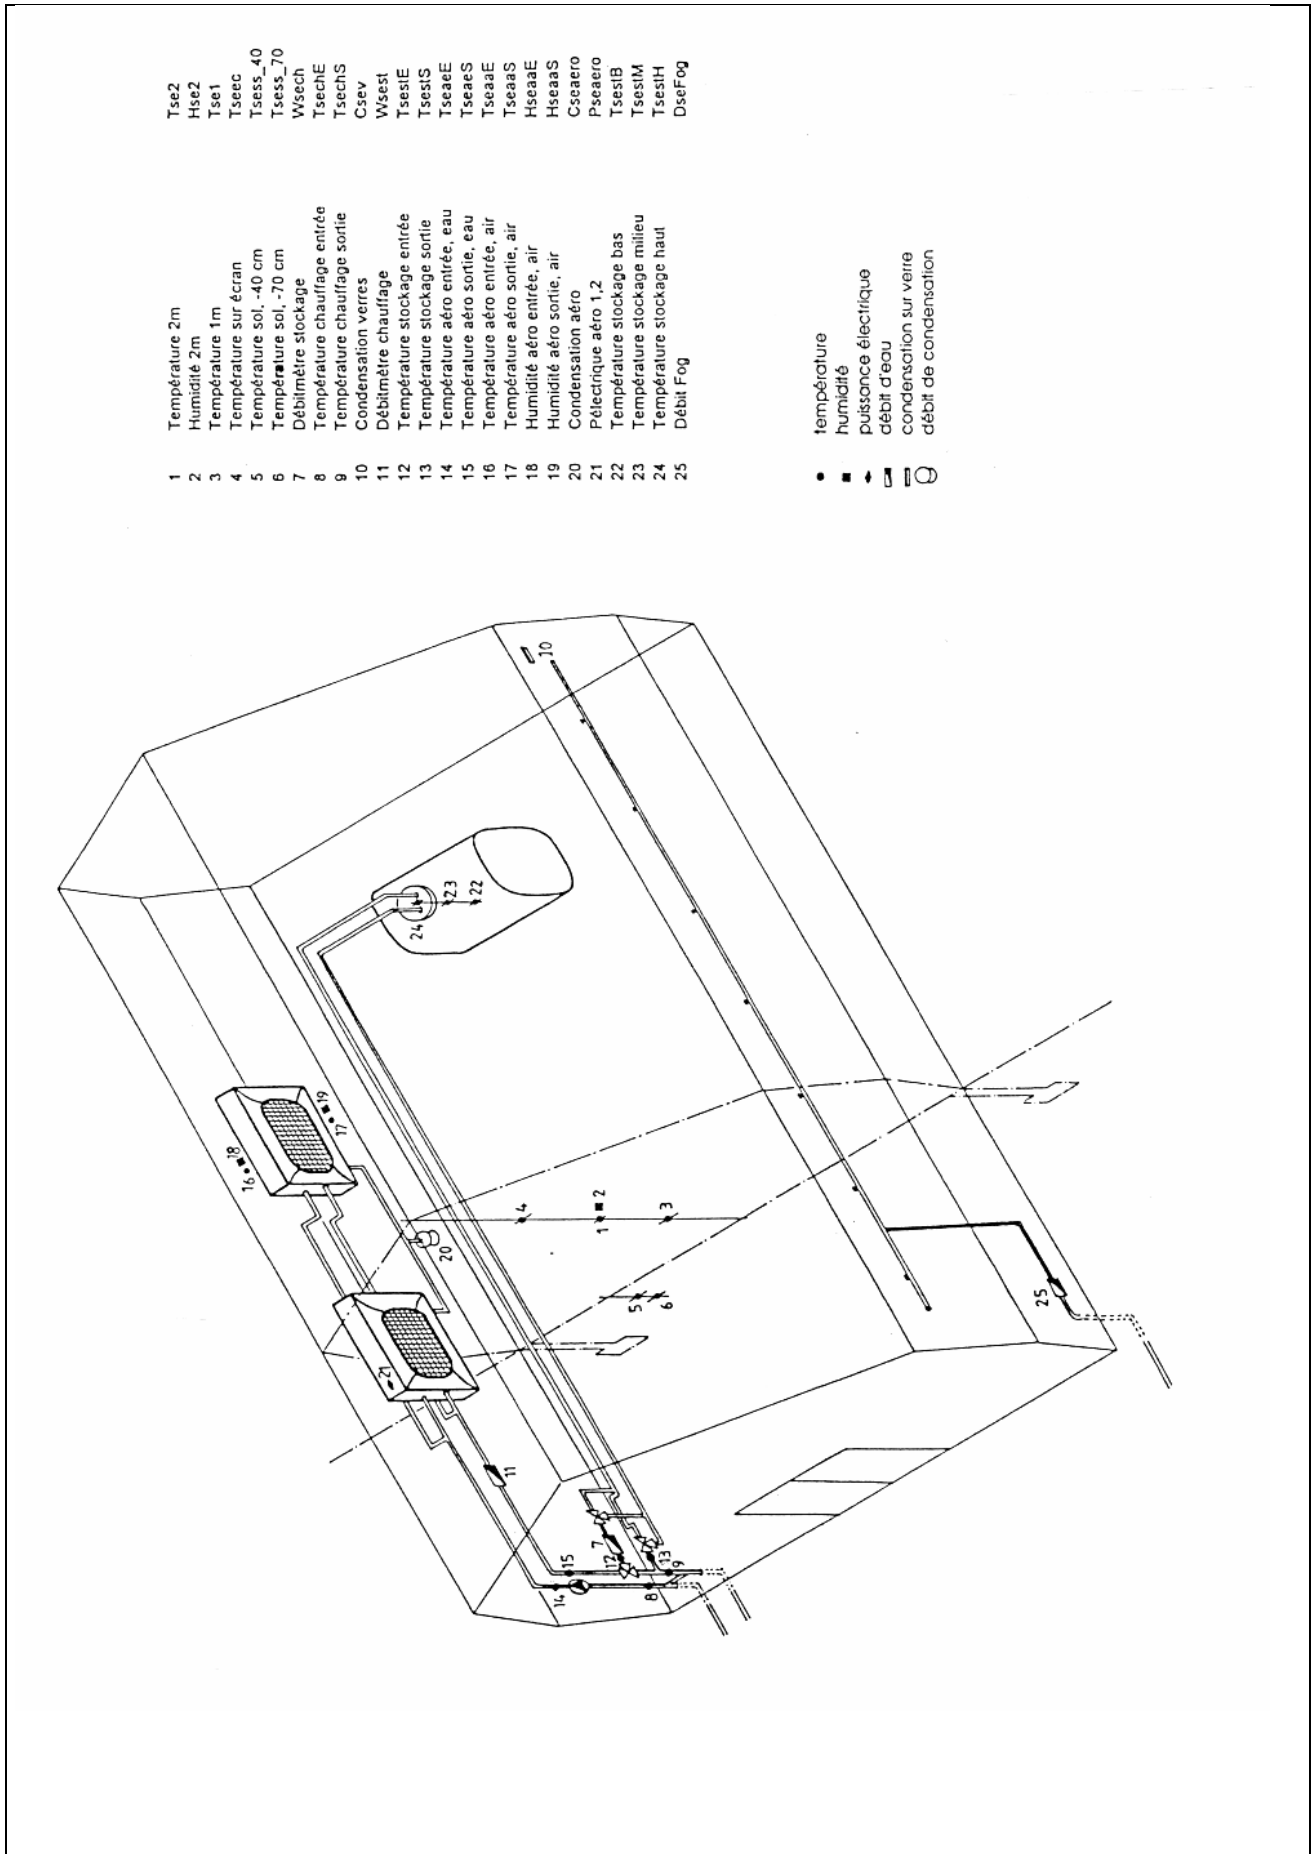 1 Température 2m Tse2
2 Humidité 2m Hse2
3 Température 1m Tse1
4 Température sur écran Tseec
5 Température sol, -40 cm Tsess_40
6 Température sol, -70 cm Tsess_70
7 Débitmètre stockage Wsech
8 Température chauffage entrée TsechE
9 Température chauffage sortie TsechS
10 Condensation verres Csev
11 Débitmètre chauffage Wsest
12 Température stockage entrée TsestE
13 Température stockage sortie TsestS
14 Température aéro entrée, eau TseaeE
15 Température aéro sortie, eau TseaeS
16 Température aéro entrée, air TseaaE
17 Température aéro sortie, air TseaaS
18 Humidité aéro entrée, air HseaaE
19 Humidité aéro sortie, air HseaaS
20 Condensation aéro Cseaero
21 Pélectrique aéro 1,2 Pseaero
22 Température stockage bas TsestB
23 Température stockage milieu TsestM
24 Température stockage haut TsestH
25 Débit Fog DseFog
température
humidité
puissance électrique
débit d'eau
condensation sur verre
débit de condensation
16
18
17
19
21
20
24
23
22
10
4
1
2
3
5
6
11
15
14
7
12
13
8
9
25